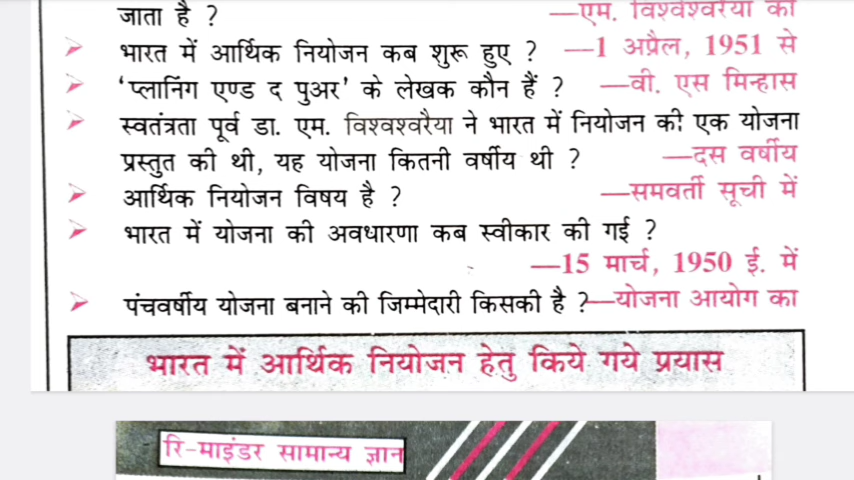 जाता है ? —एम. विश्वेश्वरैया को
भारत में आर्थिक नियोजन कब शुरू हुए ? —1 अप्रैल, 1951 से
‘प्लानिंग एण्ड द पुअर’ के लेखक कौन हैं ? —वी. एस मिन्हास
स्वतंत्रता पूर्व डा. एम. विश्वश्वरैया ने भारत में नियोजन की एक योजना
प्रस्तुत की थी, यह योजना कितनी वर्षीय थी ? —दस वर्षीय
आर्थिक नियोजन विषय है ? —समवर्ती सूची में
भारत में योजना की अवधारणा कब स्वीकार की गई ?
—15 मार्च, 1950 ई. में
पंचवर्षीय योजना बनाने की जिम्मेदारी किसकी है ?—योजना आयोग का
भारत में आर्थिक नियोजन हेतु किये गये प्रयास
रि-माइंडर सामान्य ज्ञान